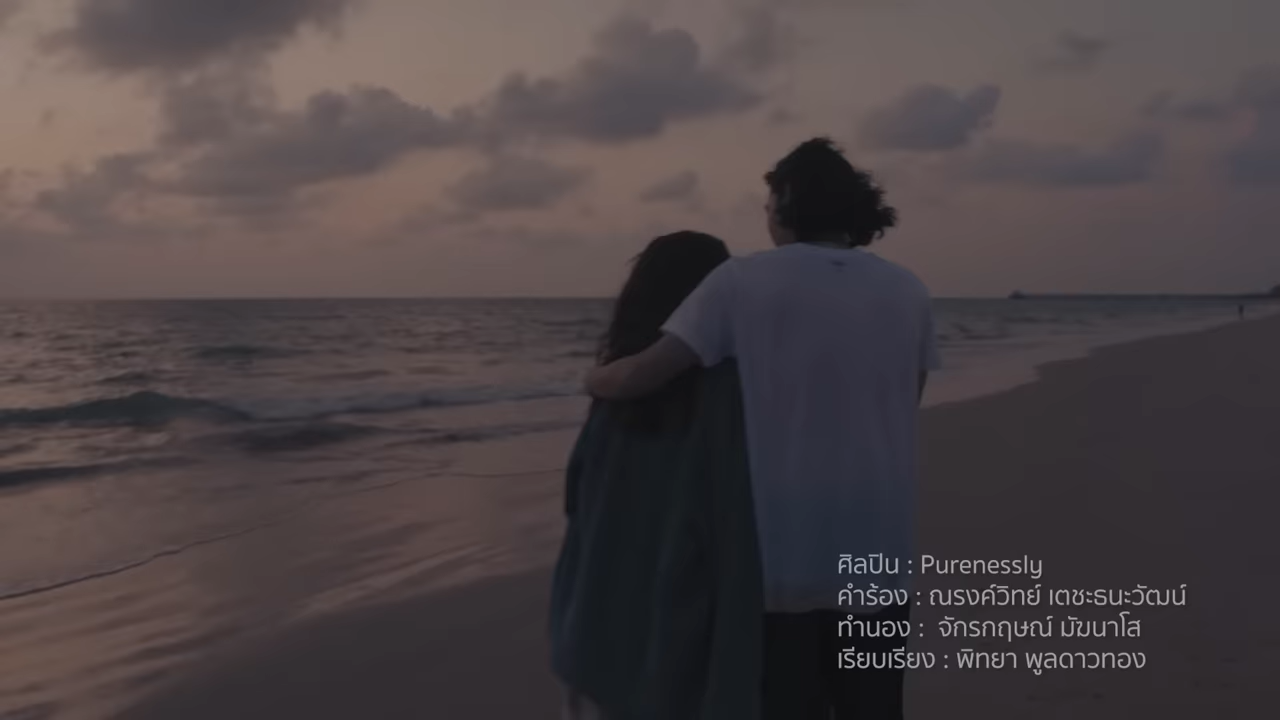 ศิลปิน : Purenessly
คำร้อง : ณรงค์วิทย์ เตชะธนะวัฒน์
ทำนอง :  จักรกฤษณ์ มัฆนาโส
เรียบเรียง : พิทยา พูลดาวทอง